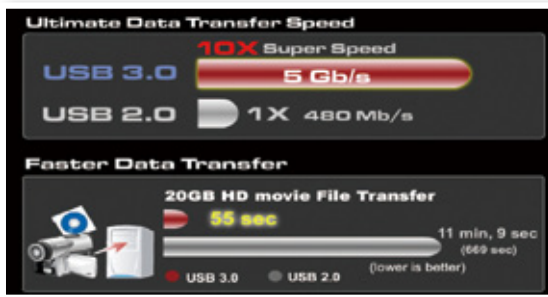 Ultimate Data Transfer Speed
10X Super Speed
USB 3.0
5 Gb/s
USB 2.0
1X 480 Mb/s
Faster Data Transfer
20GB HD movie File Transfer
55 sec
11 min, 9 sec
(669 sec)
(lower is better)
USB 3.0
USB 2.0